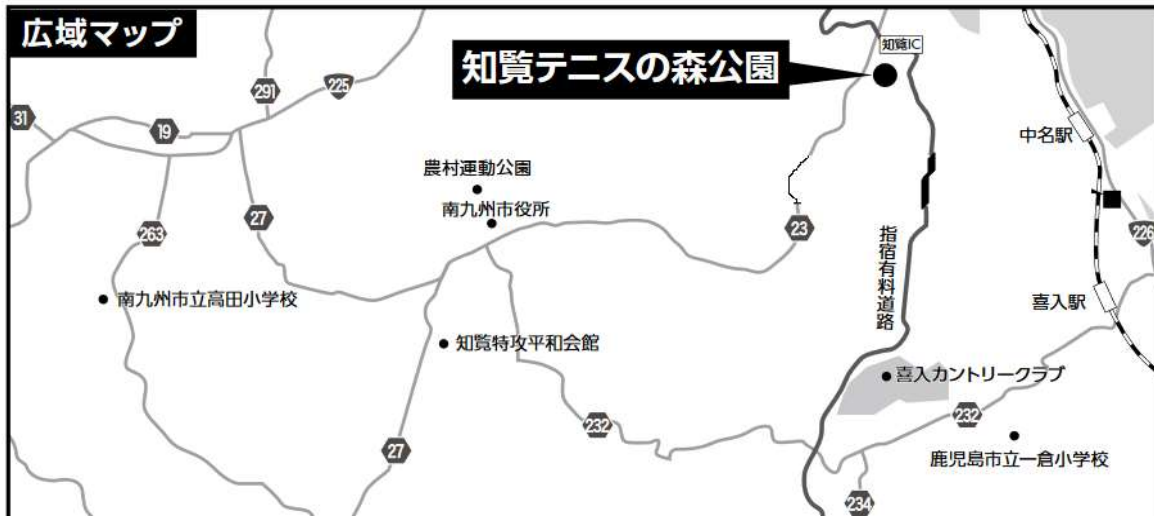 広域マップ
知覧IC
知覧テニスの森公園
291
225
31
19
中名駅
農村運動公園
南九州市役所
27
263
23
226
指宿有料道路
南九州市立高田小学校
喜入駅
知覧特攻平和会館
喜入カントリークラブ
232
232
27
鹿児島市立一倉小学校
234